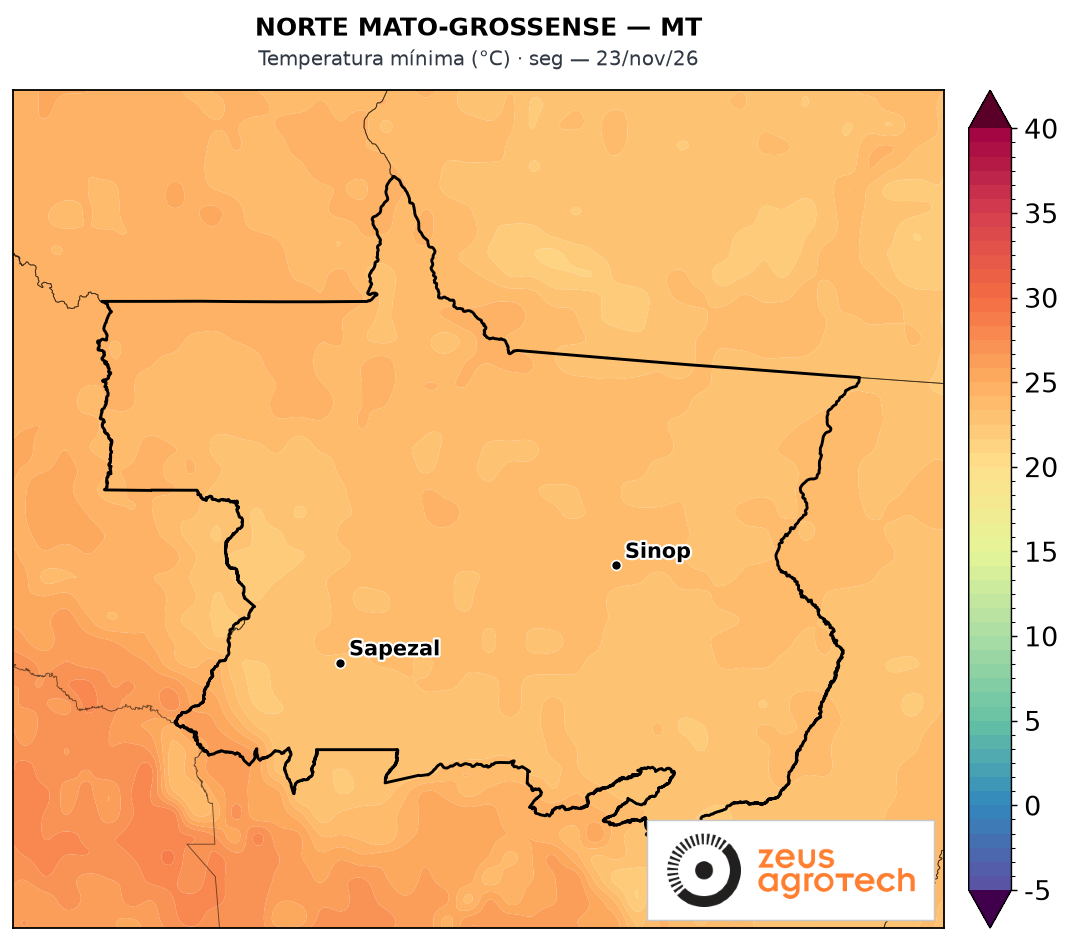 NORTE MATO-GROSSENSE — MT
Temperatura mínima (°C) · seg — 23/nov/26
40
35
30
25
20
15
10
5
0
-5
Sinop
Sapezal
zeus
agrotech